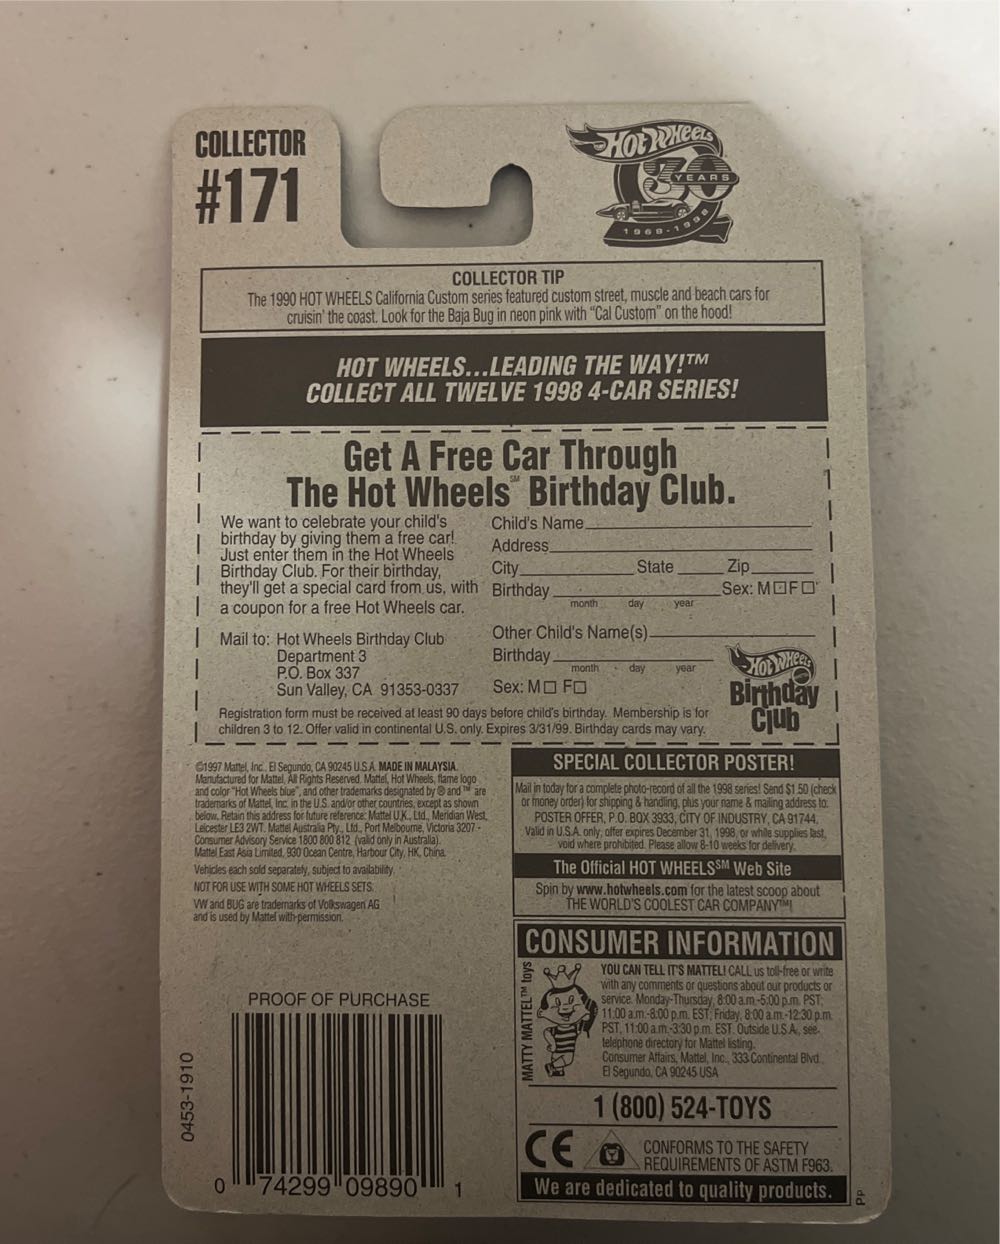 COLLECTOR
#171
HOT WHEELS
30
YEARS
1968-1998
COLLECTOR TIP
The 1990 HOT WHEELS California Custom series featured custom street, muscle and beach cars for
cruisin' the coast. Look for the Baja Bug in neon pink with "Cal Custom" on the hood!
HOT WHEELS...LEADING THE WAY!™
COLLECT ALL TWELVE 1998 4-CAR SERIES!
Get A Free Car Through
The Hot Wheels℠ Birthday Club.
We want to celebrate your child's
birthday by giving them a free car!
Just enter them in the Hot Wheels
Birthday Club. For their birthday,
they'll get a special card from us, with
a coupon for a free Hot Wheels car.
Mail to: Hot Wheels Birthday Club
Department 3
P.O. Box 337
Sun Valley, CA 91353-0337
Child's Name
Address
City State Zip
Birthday Sex: M☐ F☐
month day year
Other Child's Name(s)
Birthday
month day year
Sex: M☐ F☐
HOT WHEELS
Birthday
Club
Registration form must be received at least 90 days before child's birthday. Membership is for
children 3 to 12. Offer valid in continental U.S. only. Expires 3/31/99. Birthday cards may vary.
©1997 Mattel, Inc., El Segundo, CA 90245 U.S.A. MADE IN MALAYSIA.
Manufactured for Mattel. All Rights Reserved. Mattel, Hot Wheels, flame logo
and color "Hot Wheels blue", and other trademarks designated by ® and ™ are
trademarks of Mattel, Inc. in the U.S. and/or other countries, except as shown
below. Retain this address for future reference: Mattel U.K., Ltd., Meridian West,
Leicester LE3 2WT. Mattel Australia Pty., Ltd., Port Melbourne, Victoria 3207 -
Consumer Advisory Service 1800 800 812 (valid only in Australia).
Mattel East Asia Limited, 930 Ocean Centre, Harbour City, HK, China.
Vehicles each sold separately, subject to availability.
NOT FOR USE WITH SOME HOT WHEELS SETS.
VW and BUG are trademarks of Volkswagen AG
and is used by Mattel with permission.
SPECIAL COLLECTOR POSTER!
Mail in today for a complete photo-record of all the 1998 series! Send $1.50 (check
or money order) for shipping & handling, plus your name & mailing address to:
POSTER OFFER, P.O. BOX 3933, CITY OF INDUSTRY, CA 91744.
Valid in U.S.A. only; offer expires December 31, 1998, or while supplies last,
void where prohibited. Please allow 8-10 weeks for delivery.
The Official HOT WHEELS℠ Web Site
Spin by www.hotwheels.com for the latest scoop about
THE WORLD'S COOLEST CAR COMPANY™!
CONSUMER INFORMATION
MATTY MATTEL™ toys
YOU CAN TELL IT'S MATTEL! CALL us toll-free or write
with any comments or questions about our products or
service. Monday-Thursday, 8:00 a.m.-5:00 p.m. PST;
11:00 a.m.-8:00 p.m. EST; Friday, 8:00 a.m.-12:30 p.m.
PST, 11:00 a.m.-3:30 p.m. EST. Outside U.S.A., see
telephone directory for Mattel listing.
Consumer Affairs, Mattel, Inc., 333 Continental Blvd.,
El Segundo, CA 90245 USA
1 (800) 524-TOYS
CE
CONFORMS TO THE SAFETY
REQUIREMENTS OF ASTM F963.
We are dedicated to quality products.
PP
PROOF OF PURCHASE
0453-1910
0 74299 09890 1